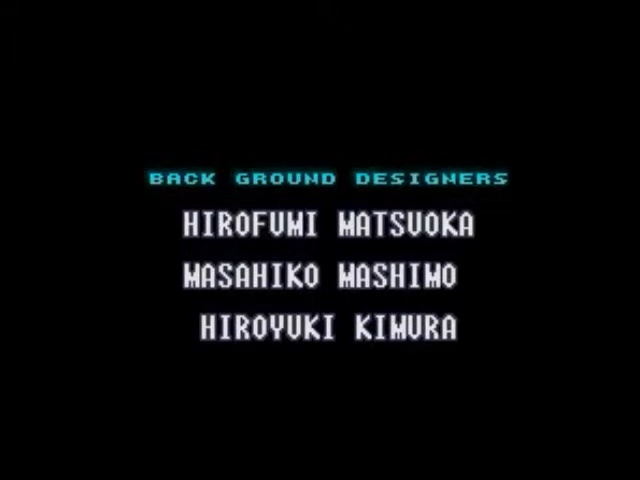 BACK GROUND DESIGNERS
HIROFUMI MATSUOKA
MASAHIKO MASHIMO
HIROYUKI KIMURA